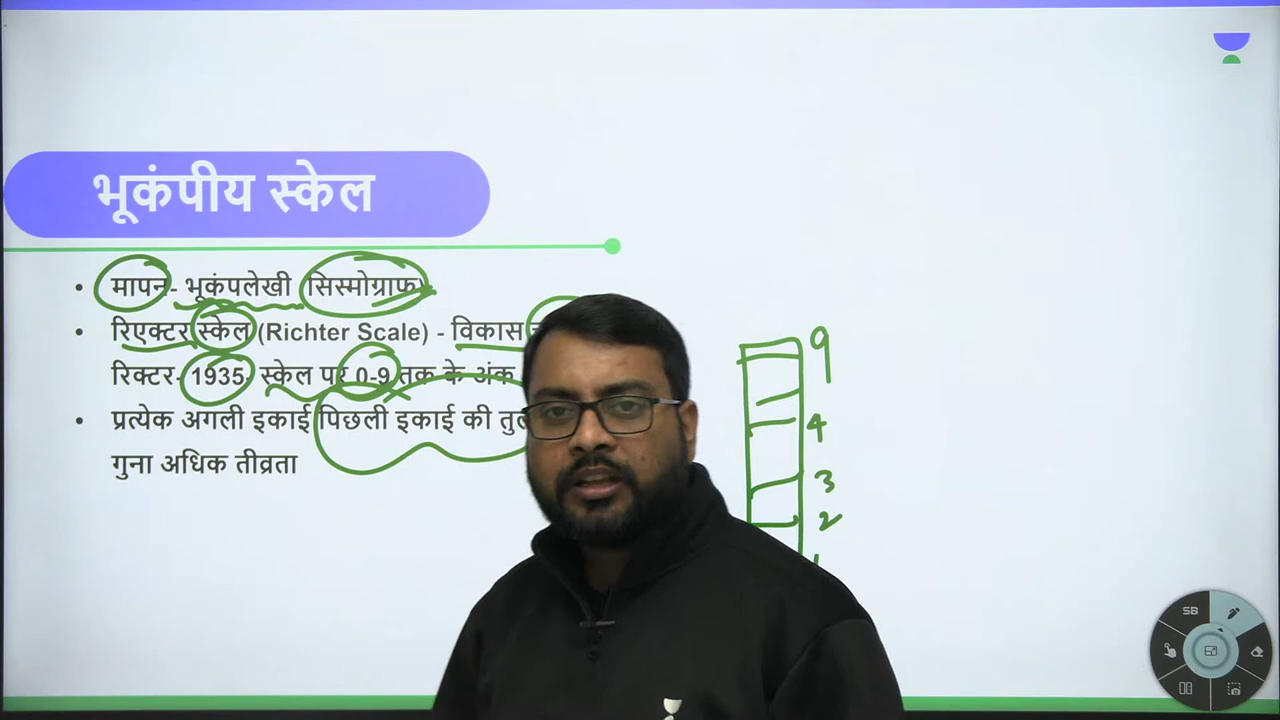 भूकंपीय स्केल
मापन- भूकंपलेखी (सिस्मोग्राफ)
रिएक्टर स्केल (Richter Scale) - विकास
रिक्टर- 1935- स्केल पर 0-9 तक के अंक
प्रत्येक अगली इकाई पिछली इकाई की
गुना अधिक तीव्रता
9
4
3
2
1
SB